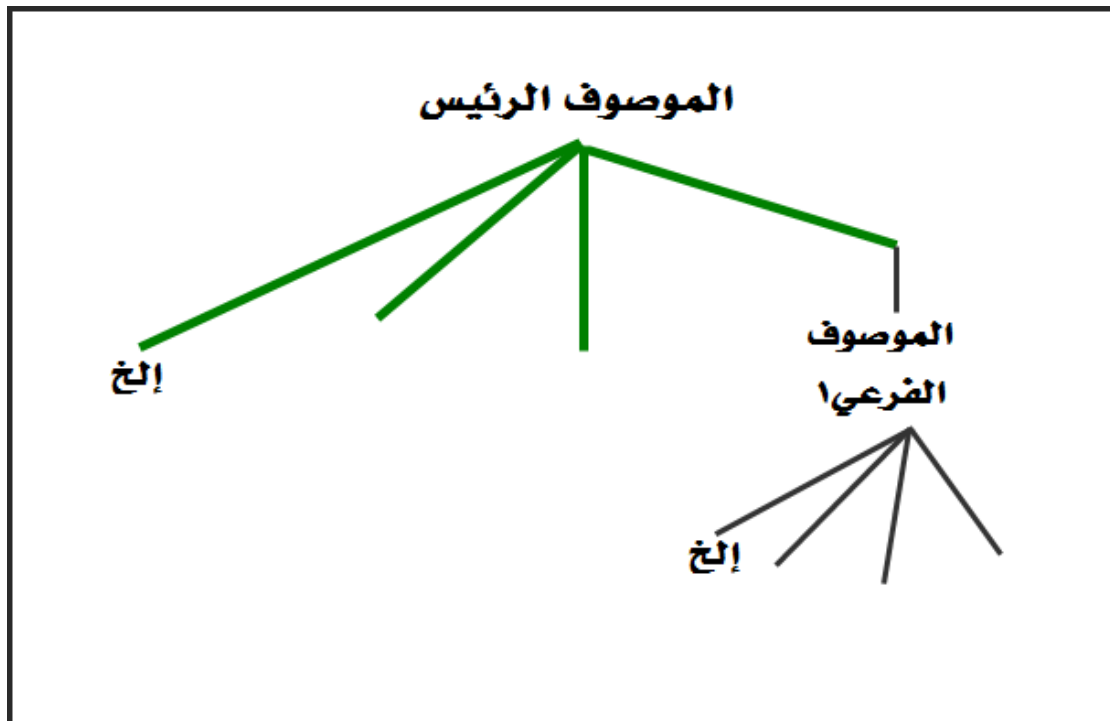 الموصوف الرئيس
إلخ
الموصوف
الفرعي١
إلخ